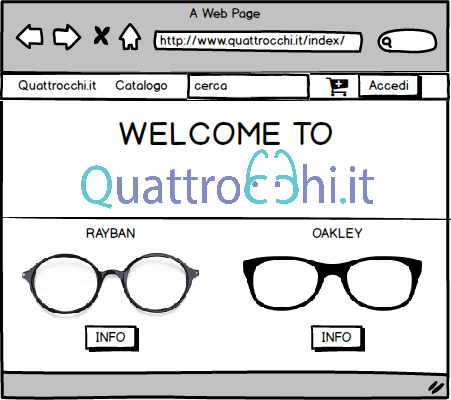 A Web Page
http://www.quattrocchi.it/index/
Quattrocchi.it Catalogo cerca Accedi
WELCOME TO
Quattrocchi.it
RAYBAN OAKLEY
INFO INFO